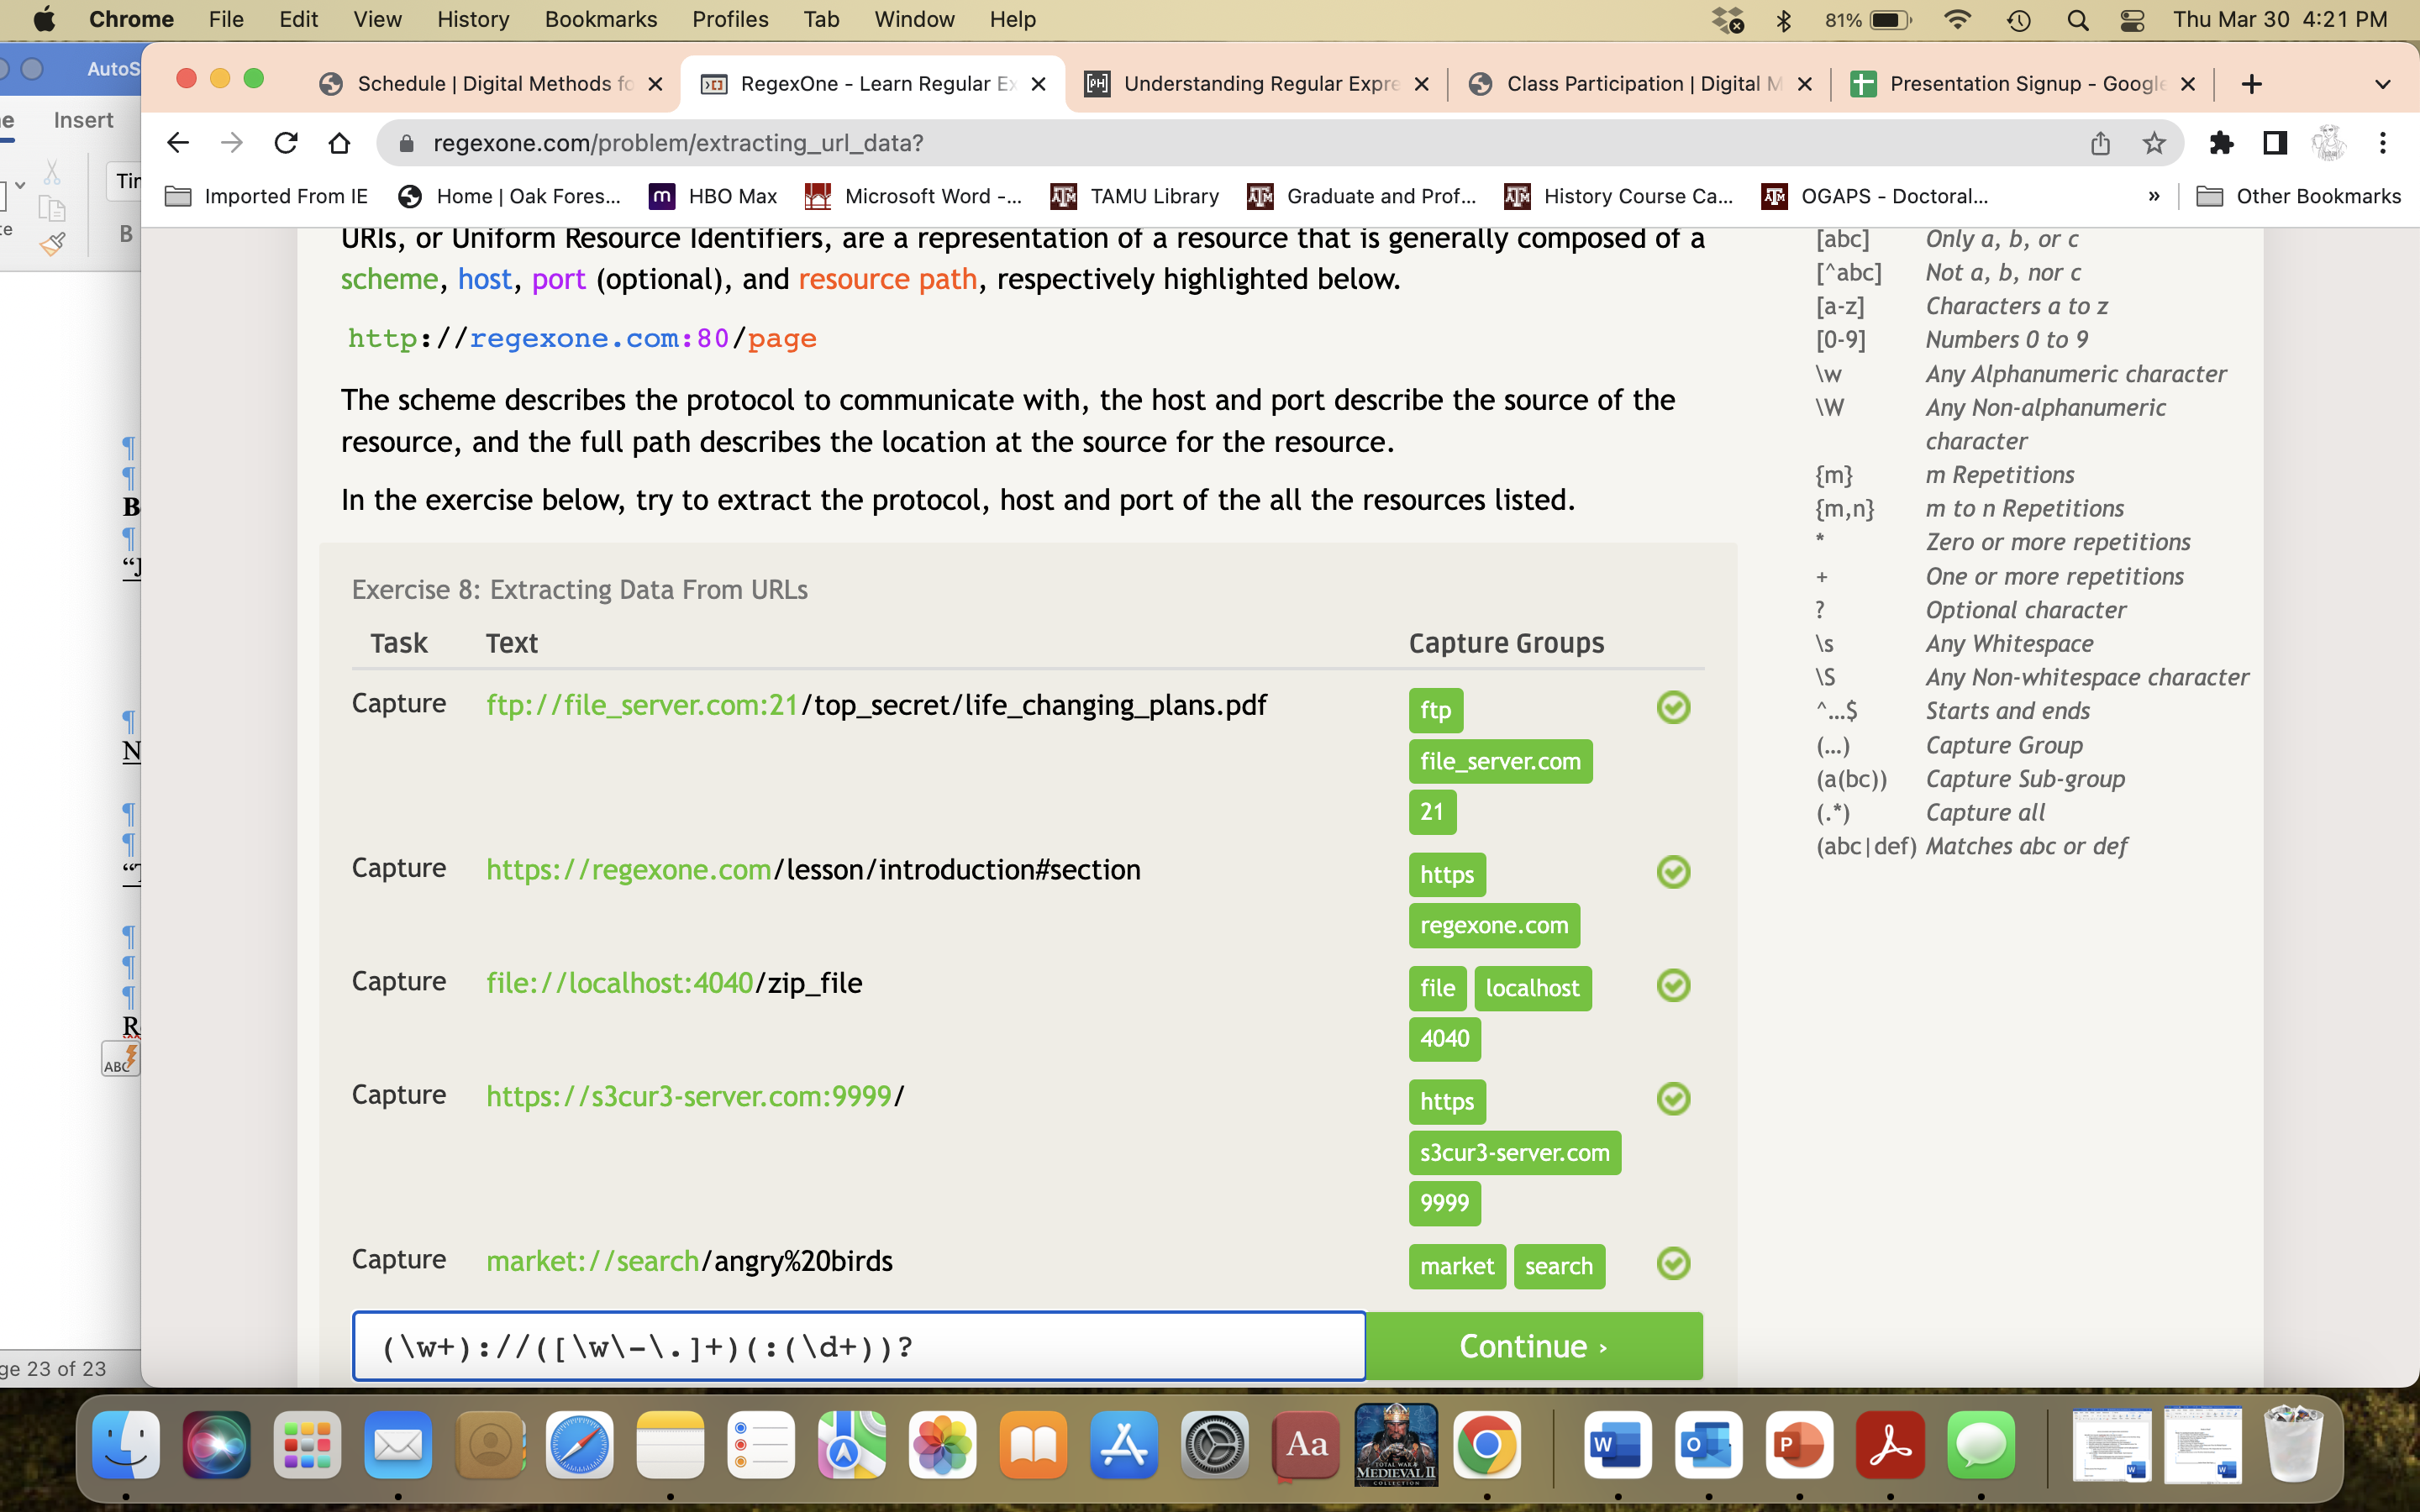 Chrome File Edit View History Bookmarks Profiles Tab Window Help 81% Thu Mar 30 4:21 PM
AutoS
Schedule | Digital Methods fo
RegexOne - Learn Regular Ex
Understanding Regular Expre
Class Participation | Digital M
Presentation Signup - Google
Insert
regexone.com/problem/extracting_url_data?
Imported From IE Home | Oak Fores... HBO Max Microsoft Word -... TAMU Library Graduate and Prof... History Course Ca... OGAPS - Doctoral... » Other Bookmarks
URIs, or Uniform Resource Identifiers, are a representation of a resource that is generally composed of a
scheme, host, port (optional), and resource path, respectively highlighted below.
http://regexone.com:80/page
The scheme describes the protocol to communicate with, the host and port describe the source of the
resource, and the full path describes the location at the source for the resource.
In the exercise below, try to extract the protocol, host and port of the all the resources listed.
Exercise 8: Extracting Data From URLs
Task Text Capture Groups
Capture ftp://file_server.com:21/top_secret/life_changing_plans.pdf ftp
file_server.com
21
Capture https://regexone.com/lesson/introduction#section https
regexone.com
Capture file://localhost:4040/zip_file file localhost
4040
Capture https://s3cur3-server.com:9999/ https
s3cur3-server.com
9999
Capture market://search/angry%20birds market search
(\w+)://([\w\-\.]+)(:(\d+))?
Continue ›
[abc] Only a, b, or c
[^abc] Not a, b, nor c
[a-z] Characters a to z
[0-9] Numbers 0 to 9
\w Any Alphanumeric character
\W Any Non-alphanumeric
character
{m} m Repetitions
{m,n} m to n Repetitions
* Zero or more repetitions
+ One or more repetitions
? Optional character
\s Any Whitespace
\S Any Non-whitespace character
^…$ Starts and ends
(…) Capture Group
(a(bc)) Capture Sub-group
(.*) Capture all
(abc|def) Matches abc or def
Tin
B
ABC
ge 23 of 23
Aa
TOTAL WAR
MEDIEVAL II
COLLECTION